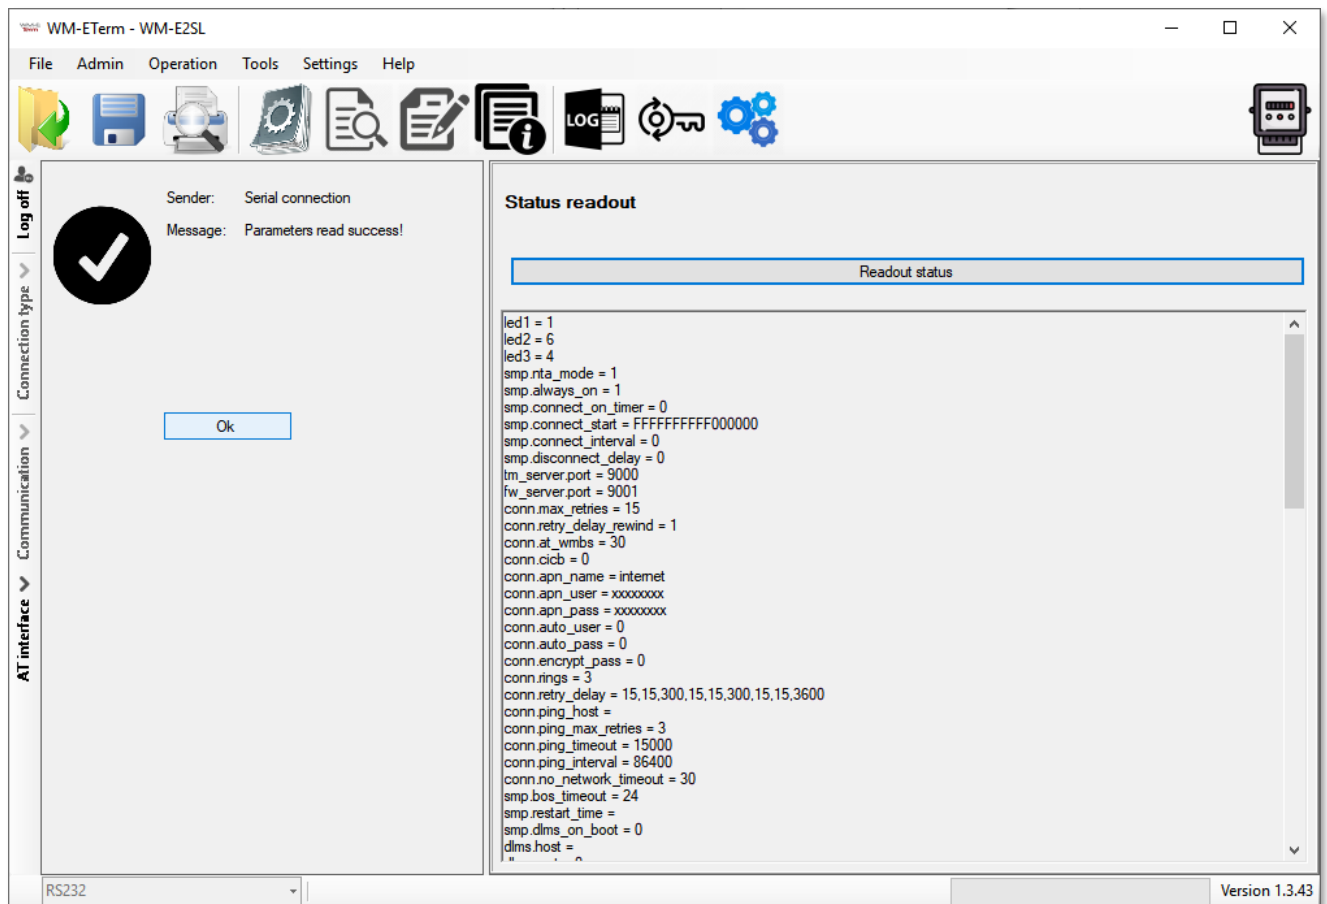 WM-ETerm - WM-E2SL
File Admin Operation Tools Settings Help
LOG
Log off
Connection type
Communication
AT interface
Sender: Serial connection
Message: Parameters read success!
Ok
Status readout
Readout status
led1 = 1
led2 = 6
led3 = 4
smp.nta_mode = 1
smp.always_on = 1
smp.connect_on_timer = 0
smp.connect_start = FFFFFFFFFF000000
smp.connect_interval = 0
smp.disconnect_delay = 0
tm_server.port = 9000
fw_server.port = 9001
conn.max_retries = 15
conn.retry_delay_rewind = 1
conn.at_wmbs = 30
conn.cicb = 0
conn.apn_name = internet
conn.apn_user = xxxxxxxx
conn.apn_pass = xxxxxxxx
conn.auto_user = 0
conn.auto_pass = 0
conn.encrypt_pass = 0
conn.rings = 3
conn.retry_delay = 15,15,300,15,15,300,15,15,3600
conn.ping_host =
conn.ping_max_retries = 3
conn.ping_timeout = 15000
conn.ping_interval = 86400
conn.no_network_timeout = 30
smp.bos_timeout = 24
smp.restart_time =
smp.dlms_on_boot = 0
dlms.host =
RS232
Version 1.3.43